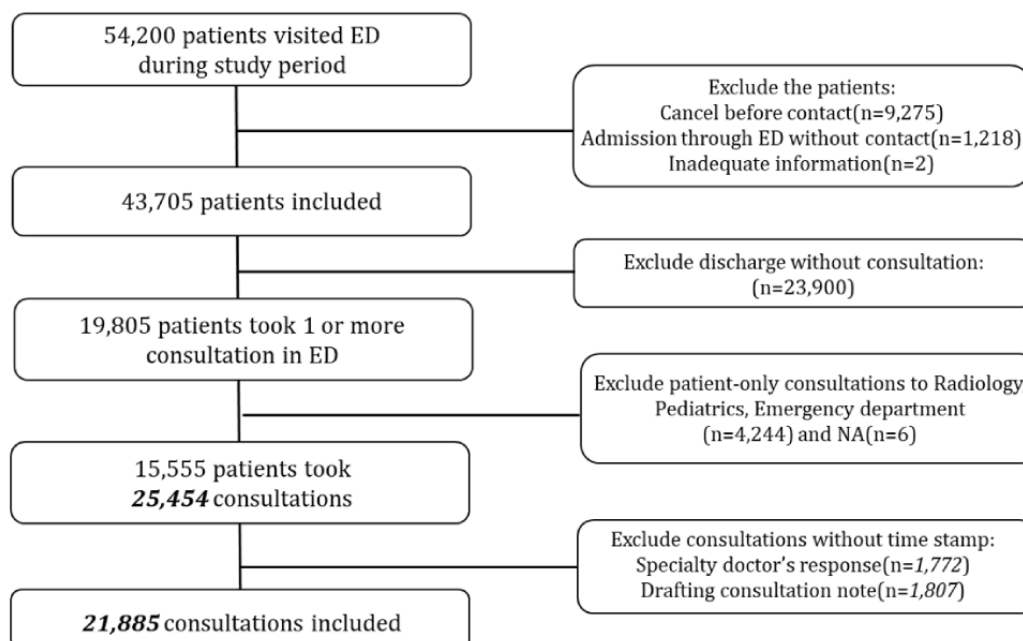 54,200 patients visited ED
during study period
Exclude the patients:
Cancel before contact(n=9,275)
Admission through ED without contact(n=1,218)
Inadequate information(n=2)
43,705 patients included
Exclude discharge without consultation:
(n=23,900)
19,805 patients took 1 or more
consultation in ED
Exclude patient-only consultations to Radiology,
Pediatrics, Emergency department
(n=4,244) and NA(n=6)
15,555 patients took
25,454 consultations
Exclude consultations without time stamp:
Specialty doctor's response(n=1,772)
Drafting consultation note(n=1,807)
21,885 consultations included